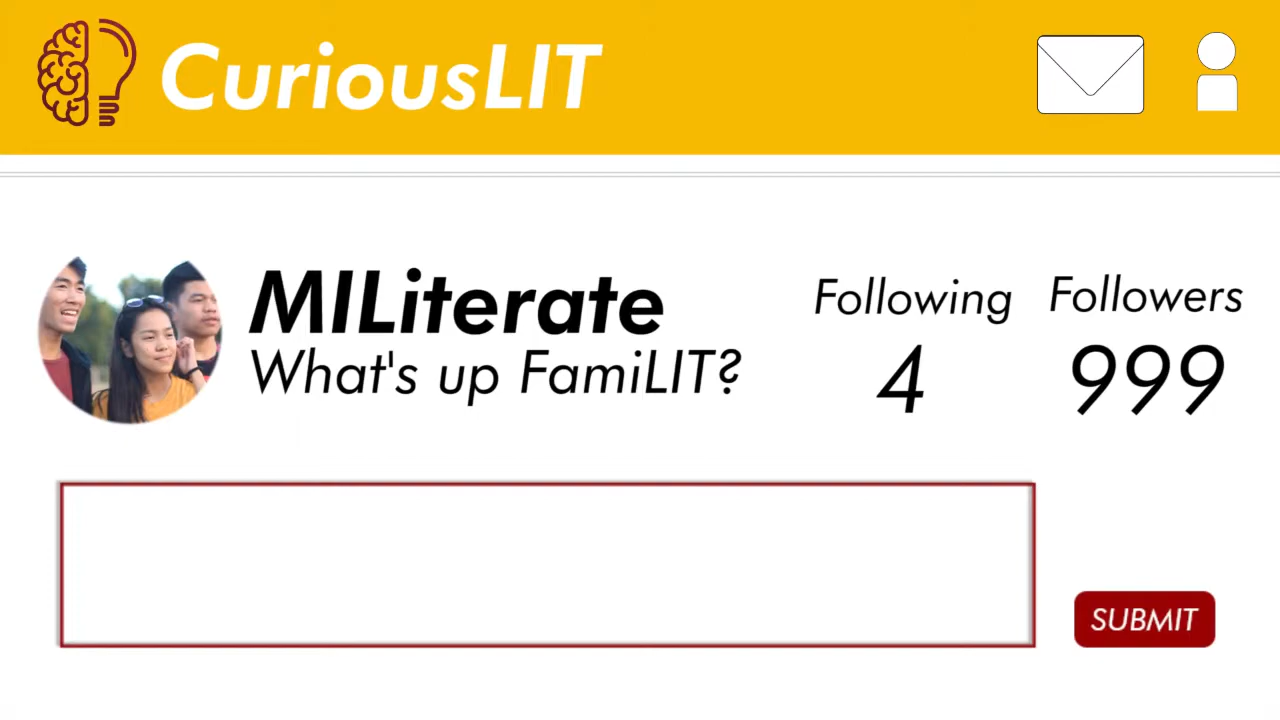 CuriousLIT
MILiterate
What's up FamiLIT?
Following
4
Followers
999
SUBMIT